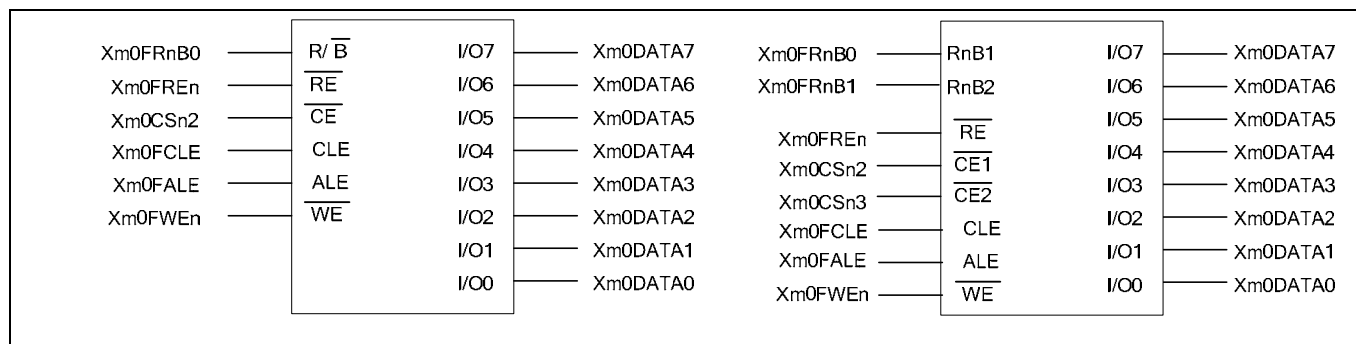 Xm0FRnB0 R/B I/O7 Xm0DATA7
Xm0FREn RE I/O6 Xm0DATA6
Xm0CSn2 CE I/O5 Xm0DATA5
Xm0FCLE CLE I/O4 Xm0DATA4
Xm0FALE ALE I/O3 Xm0DATA3
Xm0FWEn WE I/O2 Xm0DATA2
I/O1 Xm0DATA1
I/O0 Xm0DATA0
Xm0FRnB0 RnB1 I/O7 Xm0DATA7
Xm0FRnB1 RnB2 I/O6 Xm0DATA6
I/O5 Xm0DATA5
Xm0FREn RE I/O4 Xm0DATA4
Xm0CSn2 CE1 I/O3 Xm0DATA3
Xm0CSn3 CE2 I/O2 Xm0DATA2
Xm0FCLE CLE I/O1 Xm0DATA1
Xm0FALE ALE I/O0 Xm0DATA0
Xm0FWEn WE